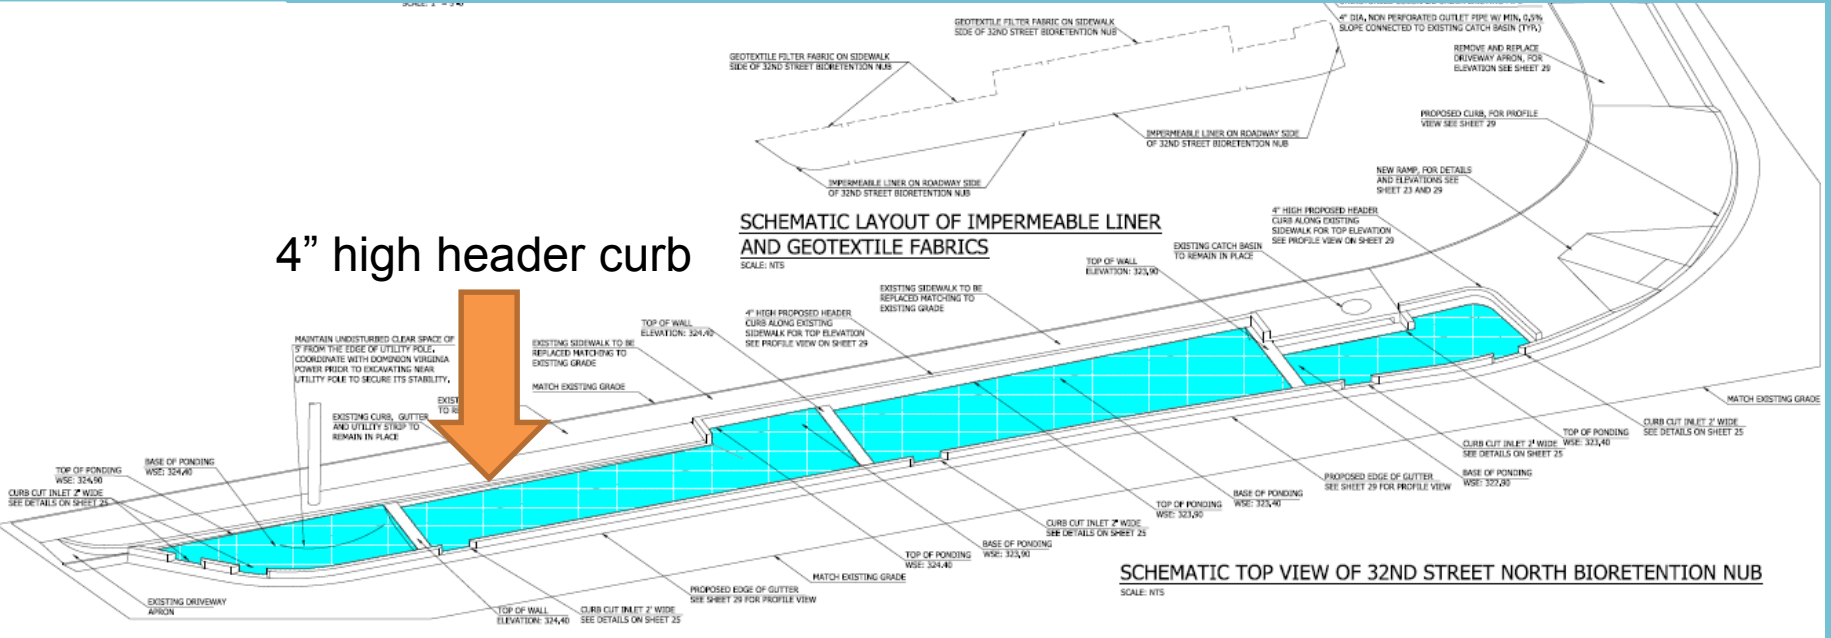 GEOTEXTILE FILTER FABRIC ON SIDEWALK
SIDE OF 32ND STREET BIORETENTION NUB
4" DIA. NON PERFORATED OUTLET PIPE W/ MIN. 0.5%
SLOPE CONNECTED TO EXISTING CATCH BASIN (TYP.)
GEOTEXTILE FILTER FABRIC ON SIDEWALK
SIDE OF 32ND STREET BIORETENTION NUB
REMOVE AND REPLACE
DRIVEWAY APRON, FOR
ELEVATION SEE SHEET 29
PROPOSED CURB, FOR PROFILE
VIEW SEE SHEET 29
IMPERMEABLE LINER ON ROADWAY SIDE
OF 32ND STREET BIORETENTION NUB
IMPERMEABLE LINER ON ROADWAY SIDE
OF 32ND STREET BIORETENTION NUB
NEW RAMP, FOR DETAILS
AND ELEVATIONS SEE
SHEET 23 AND 29
SCHEMATIC LAYOUT OF IMPERMEABLE LINER
AND GEOTEXTILE FABRICS
SCALE: NTS
4" HIGH PROPOSED HEADER
CURB ALONG EXISTING
SIDEWALK FOR TOP ELEVATION
SEE PROFILE VIEW ON SHEET 29
4” high header curb
EXISTING CATCH BASIN
TO REMAIN IN PLACE
TOP OF WALL
ELEVATION: 323.90
EXISTING SIDEWALK TO BE
REPLACED MATCHING TO
EXISTING GRADE
4" HIGH PROPOSED HEADER
CURB ALONG EXISTING
SIDEWALK FOR TOP ELEVATION
SEE PROFILE VIEW ON SHEET 29
TOP OF WALL
ELEVATION: 324.40
MAINTAIN UNDISTURBED CLEAR SPACE OF
5' FROM THE EDGE OF UTILITY POLE.
COORDINATE WITH DOMINION VIRGINIA
POWER PRIOR TO EXCAVATING NEAR
UTILITY POLE TO SECURE ITS STABILITY.
EXISTING SIDEWALK TO BE
REPLACED MATCHING TO
EXISTING GRADE
MATCH EXISTING GRADE
EXISTING CURB, GUTTER
AND UTILITY STRIP TO
REMAIN IN PLACE
MATCH EXISTING GRADE
BASE OF PONDING
WSE: 324.40
TOP OF PONDING
WSE: 324.90
CURB CUT INLET 2' WIDE
SEE DETAILS ON SHEET 25
CURB CUT INLET 2' WIDE
SEE DETAILS ON SHEET 25
TOP OF PONDING
WSE: 323.40
CURB CUT INLET 2' WIDE
SEE DETAILS ON SHEET 25
BASE OF PONDING
WSE: 322.90
PROPOSED EDGE OF GUTTER
SEE SHEET 29 FOR PROFILE VIEW
BASE OF PONDING
WSE: 323.40
TOP OF PONDING
WSE: 323.90
CURB CUT INLET 2' WIDE
SEE DETAILS ON SHEET 25
BASE OF PONDING
WSE: 323.90
TOP OF PONDING
WSE: 324.40
MATCH EXISTING GRADE
PROPOSED EDGE OF GUTTER
SEE SHEET 29 FOR PROFILE VIEW
SCHEMATIC TOP VIEW OF 32ND STREET NORTH BIORETENTION NUB
SCALE: NTS
EXISTING DRIVEWAY
APRON
TOP OF WALL
ELEVATION: 324.40
CURB CUT INLET 2' WIDE
SEE DETAILS ON SHEET 25